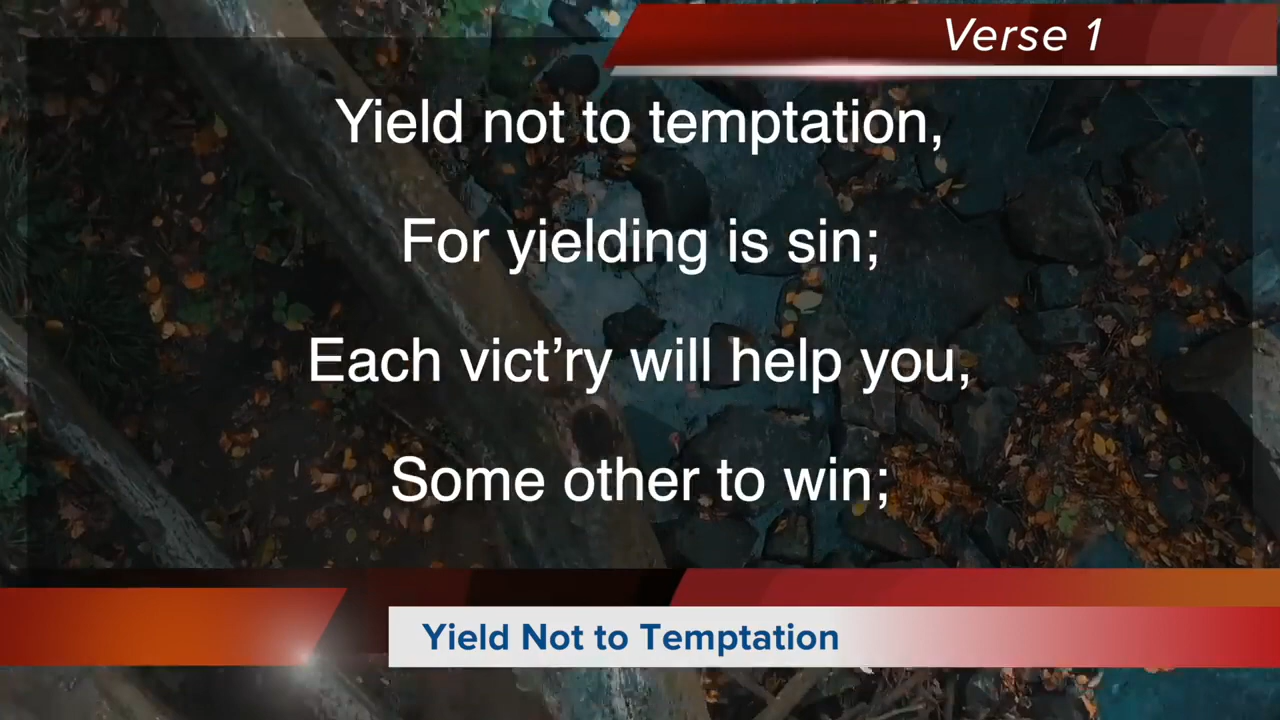 Verse 1
Yield not to temptation,
For yielding is sin;
Each vict’ry will help you,
Some other to win;
Yield Not to Temptation